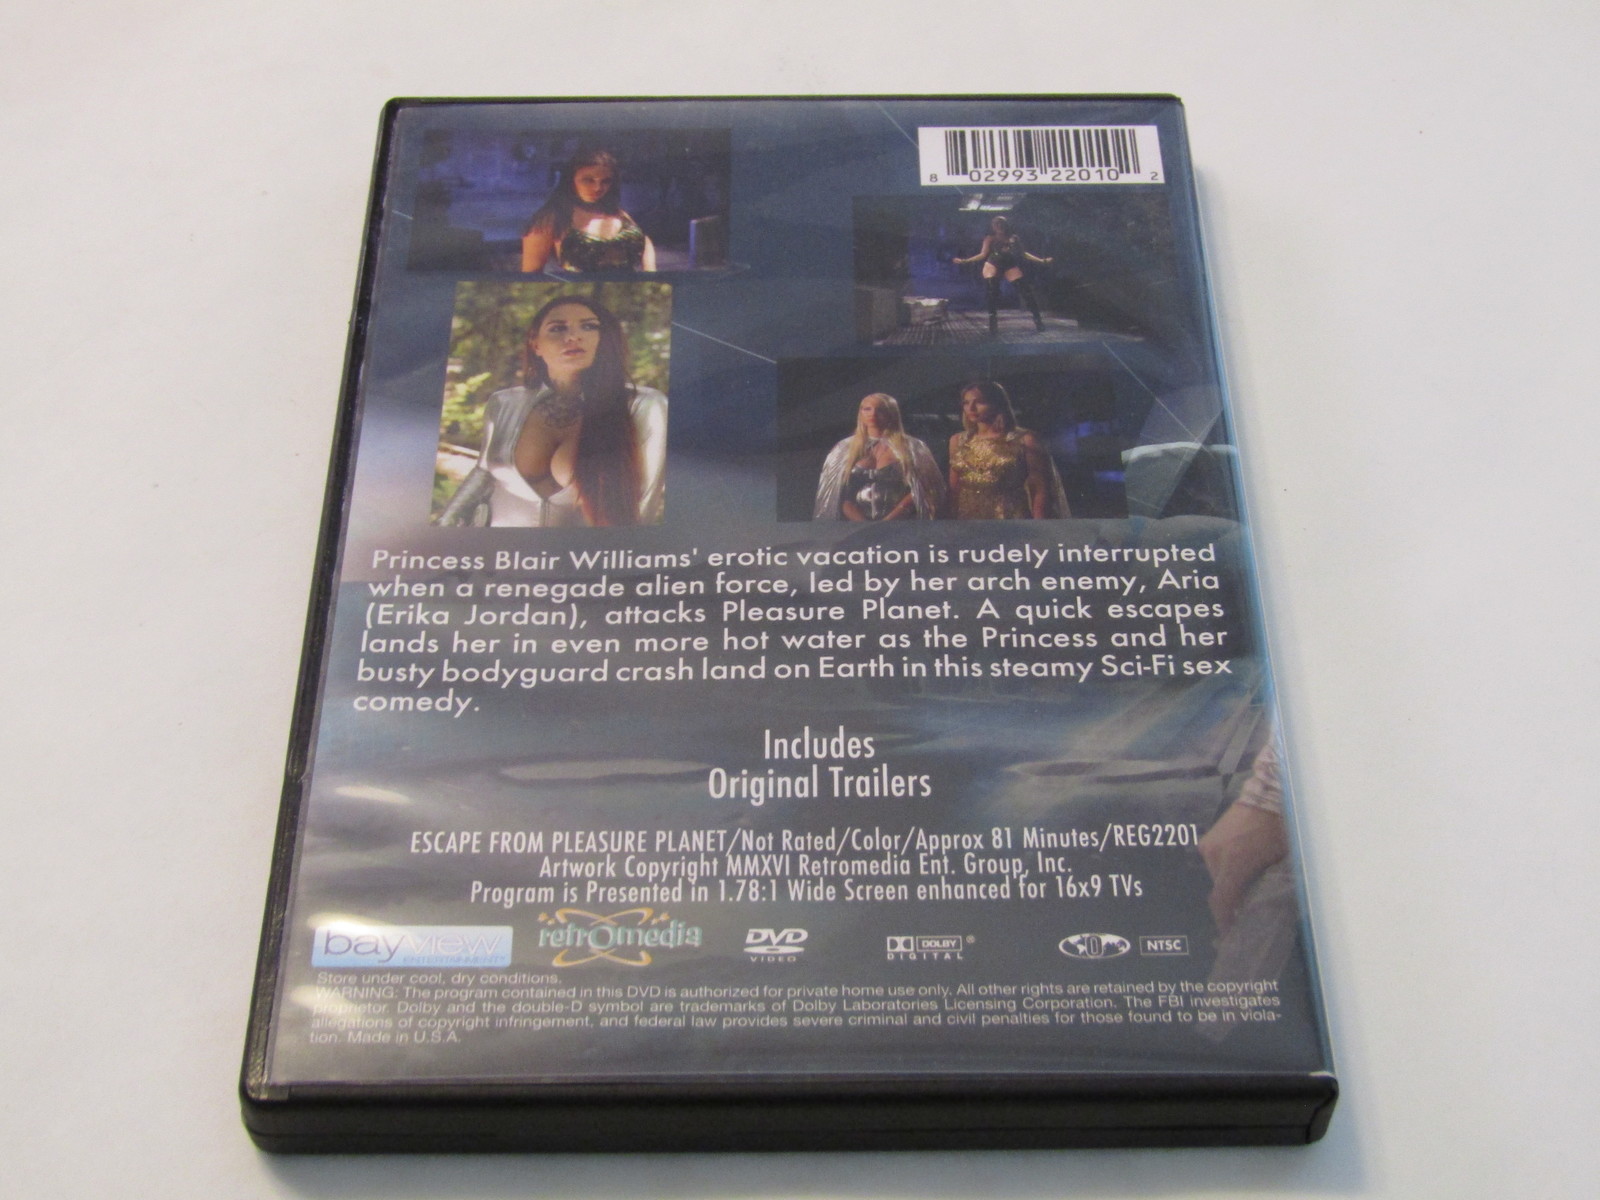 8 02993 22010 2
Princess Blair Williams' erotic vacation is rudely interrupted
when a renegade alien force, led by her arch enemy, Aria
(Erika Jordan), attacks Pleasure Planet. A quick escapes
lands her in even more hot water as the Princess and her
busty bodyguard crash land on Earth in this steamy Sci-Fi sex
comedy.
Includes
Original Trailers
ESCAPE FROM PLEASURE PLANET/Not Rated/Color/Approx 81 Minutes/REG2201
Artwork Copyright MMXVI Retromedia Ent. Group, Inc.
Program is Presented in 1.78:1 Wide Screen enhanced for 16x9 TVs
bayview ENTERTAINMENT retromedia DVD VIDEO DOLBY DIGITAL ® 0 NTSC
Store under cool, dry conditions.
WARNING: The program contained in this DVD is authorized for private home use only. All other rights are retained by the copyright
proprietor. Dolby and the double-D symbol are trademarks of Dolby Laboratories Licensing Corporation. The FBI investigates
allegations of copyright infringement, and federal law provides severe criminal and civil penalties for those found to be in viola-
tion. Made in U.S.A.